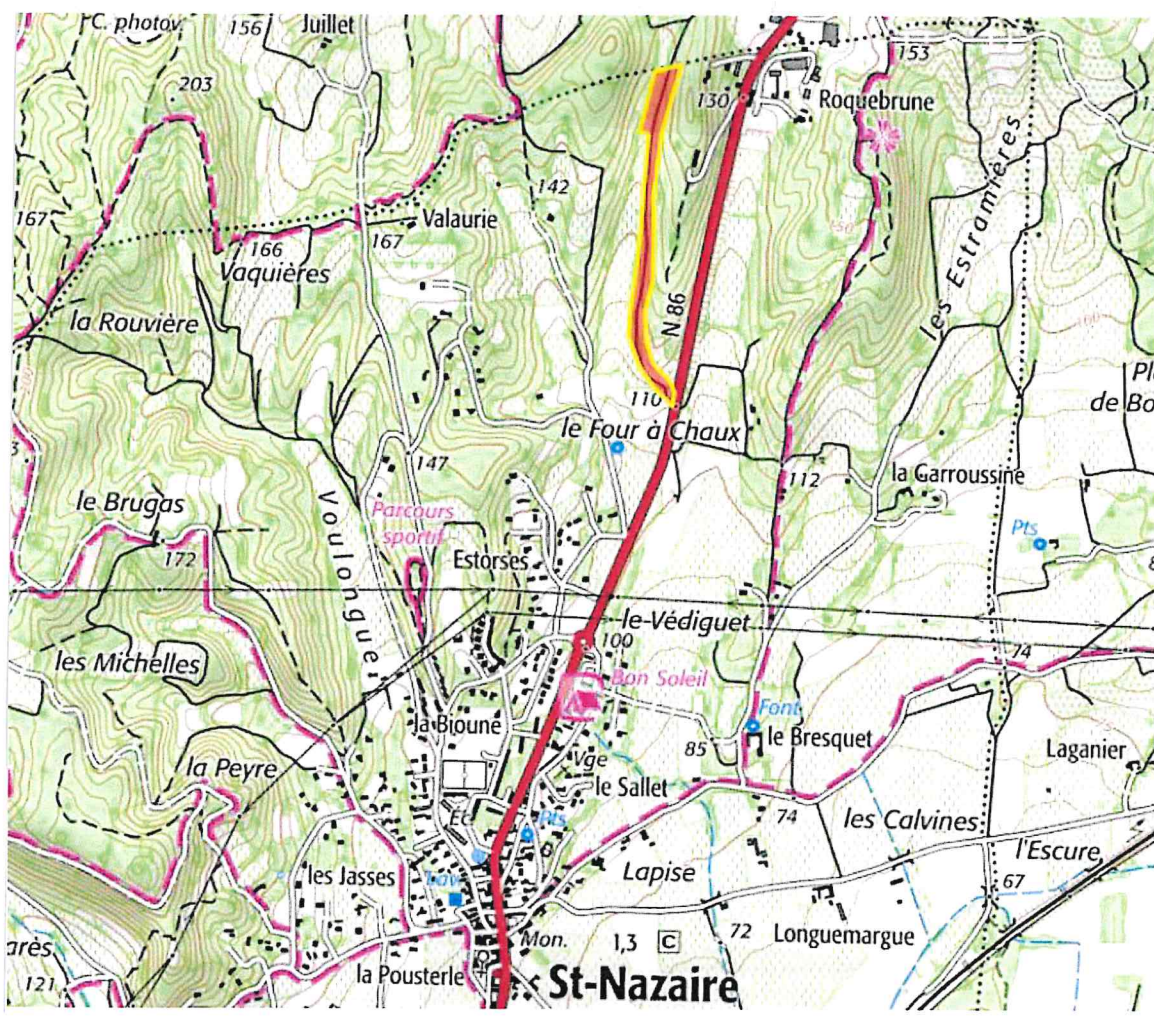 C. photov.
156
Juillet
153
203
130
Roquebrune
142
les Estramières
167
Valaurie
166
167
Vaquières
N 86
la Rouvière
110
le Four à Chaux
147
112
la Garroussine
le Brugas
Parcours
sportif
Voulonguet
Pts
172
Estorses
le Védiguet
100
74
les Michelles
Bon Soleil
Font
la Bioune
le Bresquet
85
Laganier
la Peyre
Vge
le Sallet
74
les Calvines
Pts
l'Escure
Lapise
les Jasses
Lav.
67
72
Longuemargue
Mon.
1,3 C
arès
la Pousterle
St-Nazaire
121